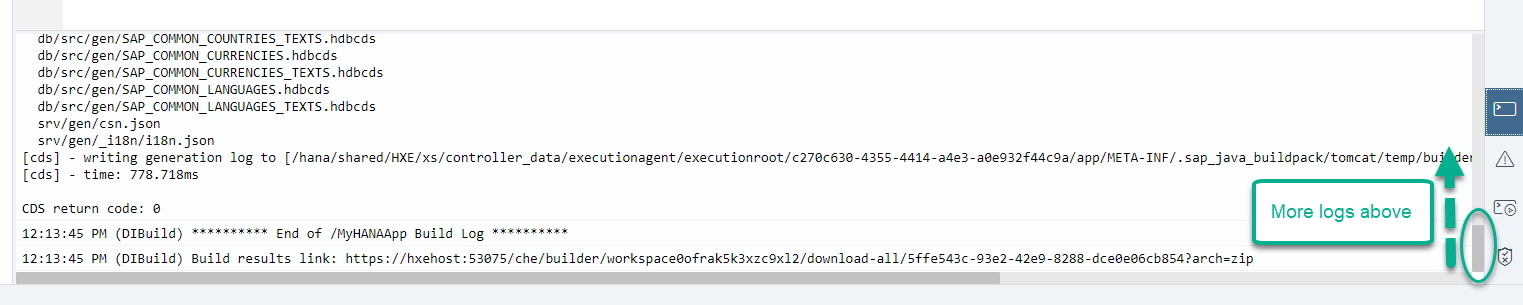 db/src/gen/SAP_COMMON_COUNTRIES_TEXTS.hdbcds
db/src/gen/SAP_COMMON_CURRENCIES.hdbcds
db/src/gen/SAP_COMMON_CURRENCIES_TEXTS.hdbcds
db/src/gen/SAP_COMMON_LANGUAGES.hdbcds
db/src/gen/SAP_COMMON_LANGUAGES_TEXTS.hdbcds
srv/gen/csn.json
srv/gen/_i18n/i18n.json
[cds] - writing generation log to [/hana/shared/HXE/xs/controller_data/executionagent/executionroot/c270c630-4355-4414-a4e3-a0e932f44c9a/app/META-INF/.sap_java_buildpack/tomcat/temp/builder
[cds] - time: 778.718ms
CDS return code: 0
More logs above
12:13:45 PM (DIBuild) ********** End of /MyHANAApp Build Log **********
12:13:45 PM (DIBuild) Build results link: https://hxehost:53075/che/builder/workspace0ofrak5k3xzc9xl2/download-all/5ffe543c-93e2-42e9-8288-dce0e06cb854?arch=zip